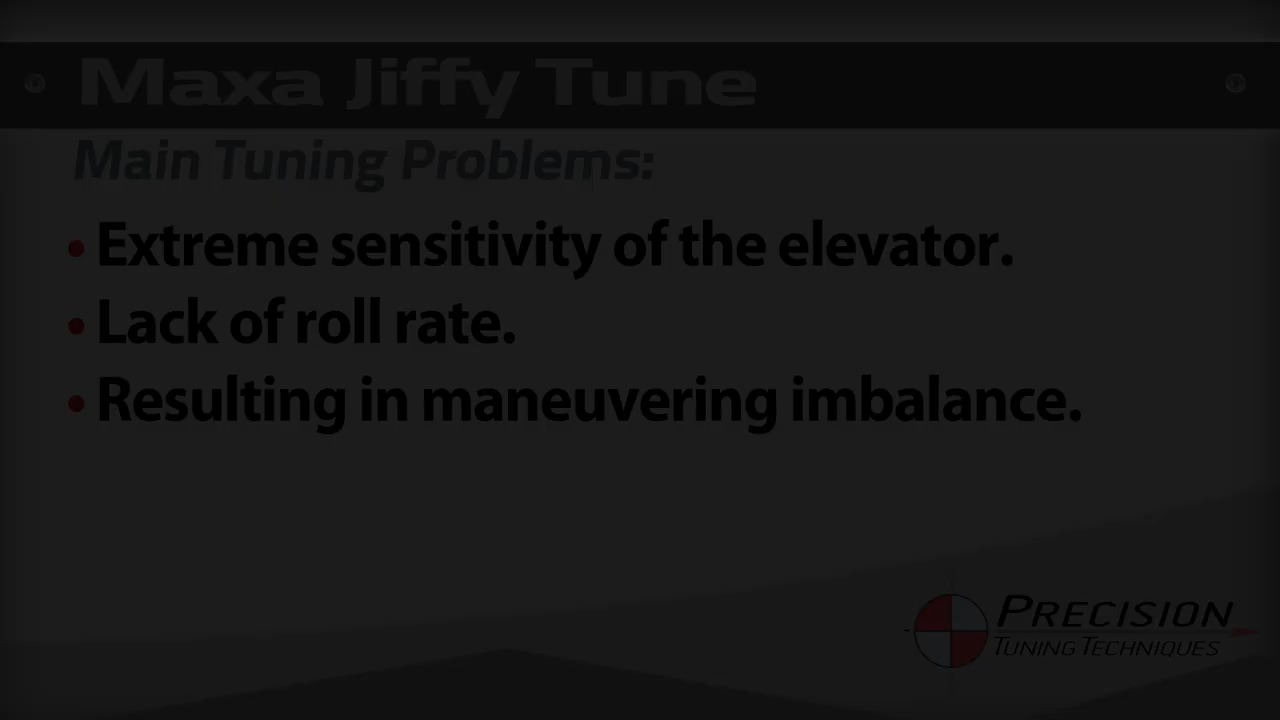 Maxa Jiffy Tune
Main Tuning Problems:
• Extreme sensitivity of the elevator.
• Lack of roll rate.
• Resulting in maneuvering imbalance.
PRECISION
TUNING TECHNIQUES